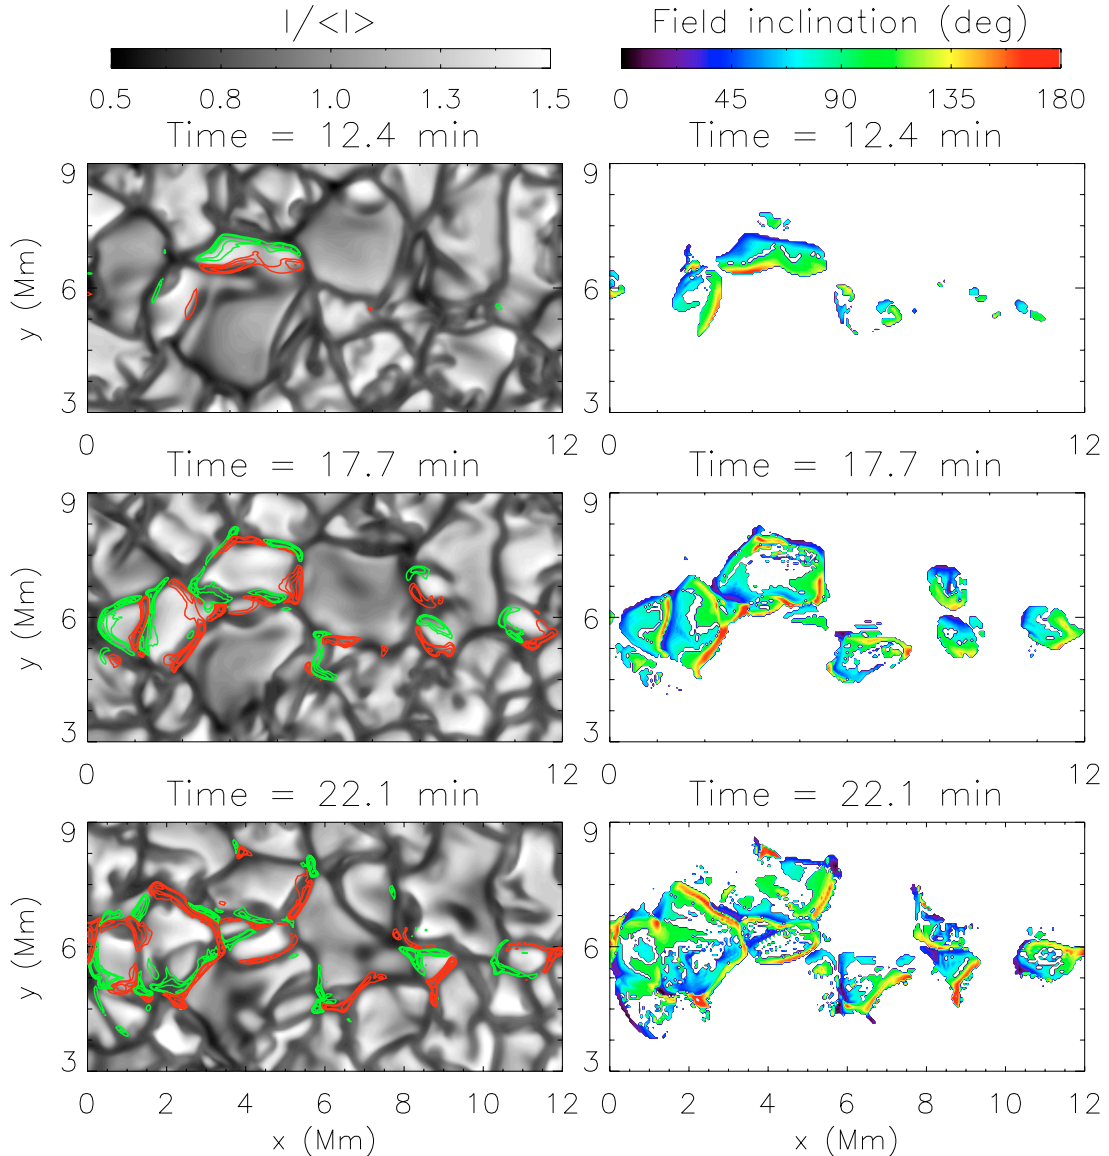 I/<I>
Field inclination (deg)
0.5 0.8 1.0 1.3 1.5
0 45 90 135 180
Time = 12.4 min
Time = 12.4 min
9
6
3
y (Mm)
0 12
9
6
3
y (Mm)
0 12
Time = 17.7 min
Time = 17.7 min
9
6
3
y (Mm)
0 12
9
6
3
y (Mm)
0 12
Time = 22.1 min
Time = 22.1 min
9
6
3
y (Mm)
0 2 4 6 8 10 12
x (Mm)
9
6
3
y (Mm)
0 2 4 6 8 10 12
x (Mm)